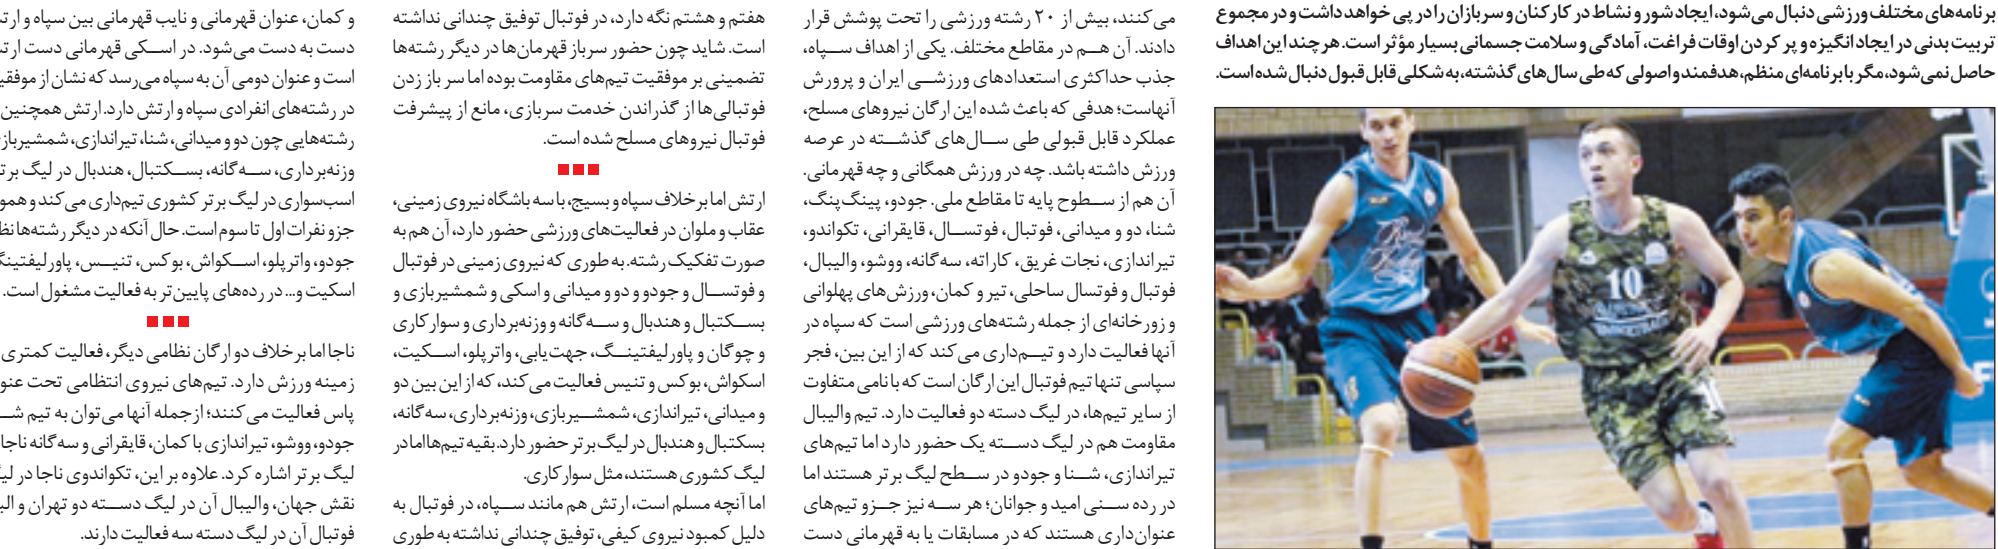 برنامه‌های مختلف ورزشی دنبال می‌شود، ایجاد شور و نشاط در کارکنان و سربازان را در پی خواهد داشت و در مجموع
تربیت بدنی در ایجاد انگیزه و پر کردن اوقات فراغت، آمادگی و سلامت جسمانی بسیار مؤثر است. هر چند این اهداف
حاصل نمی‌شود، مگر با برنامه‌ای منظم، هدفمند و اصولی که طی سال‌های گذشته، به شکلی قابل قبول دنبال شده است.
10
می‌کنند، بیش از ۲۰ رشته ورزشی را تحت پوشش قرار
دادند. آن هم در مقاطع مختلف. یکی از اهداف سپاه،
جذب حداکثری استعدادهای ورزشی ایران و پرورش
آنهاست؛ هدفی که باعث شده این ارگان نیروهای مسلح،
عملکرد قابل قبولی طی سال‌های گذشته در عرصه
ورزش داشته باشد. چه در ورزش همگانی و چه قهرمانی.
آن هم از سطوح پایه تا مقاطع ملی. جودو، پینگ‌پنگ،
شنا، دو و میدانی، فوتبال، فوتسال، قایقرانی، تکواندو،
تیراندازی، نجات غریق، کاراته، سه‌گانه، ووشو، والیبال،
فوتبال و فوتسال ساحلی، تیر و کمان، ورزش‌های پهلوانی
و زورخانه‌ای از جمله رشته‌های ورزشی است که سپاه در
آنها فعالیت دارد و تیم‌داری می‌کند که از این بین، فجر
سپاسی تنها تیم فوتبال این ارگان است که با نامی متفاوت
از سایر تیم‌ها، در لیگ دسته دو فعالیت دارد. تیم والیبال
مقاومت هم در لیگ دسته یک حضور دارد اما تیم‌های
تیراندازی، شنا و جودو در سطح لیگ برتر هستند اما
در رده سنی امید و جوانان؛ هر سه نیز جزو تیم‌های
عنوان‌داری هستند که در مسابقات یا به قهرمانی دست
هفتم و هشتم نگه دارد، در فوتبال توفیق چندانی نداشته
است. شاید چون حضور سرباز قهرمان‌ها در دیگر رشته‌ها
تضمینی بر موفقیت تیم‌های مقاومت بوده اما سر باز زدن
فوتبالی‌ها از گذراندن خدمت سربازی، مانع از پیشرفت
فوتبال نیروهای مسلح شده است.
ارتش اما برخلاف سپاه و بسیج، با سه باشگاه نیروی زمینی،
عقاب و ملوان در فعالیت‌های ورزشی حضور دارد، آن هم به
صورت تفکیک رشته. به طوری که نیروی زمینی در فوتبال
و فوتسال و جودو و دو و میدانی و اسکی و شمشیربازی و
بسکتبال و هندبال و سه‌گانه و وزنه‌برداری و سوارکاری
و چوگان و پاورلیفتینگ، جهت‌یابی، واترپلو، اسکیت،
اسکواش، بوکس و تنیس فعالیت می‌کند، که از این بین دو
و میدانی، تیراندازی، شمشیربازی، وزنه‌برداری، سه‌گانه،
بسکتبال و هندبال در لیگ برتر حضور دارد. بقیه تیم‌ها اما در
لیگ کشوری هستند، مثل سوارکاری.
اما آنچه مسلم است، ارتش هم مانند سپاه، در فوتبال به
دلیل کمبود نیروی کیفی، توفیق چندانی نداشته به طوری
و کمان، عنوان قهرمانی و نایب قهرمانی بین سپاه و
دست به دست می‌شود. در اسکی قهرمانی دست
است و عنوان دومی آن به سپاه می‌رسد که نشان از
در رشته‌های انفرادی سپاه و ارتش دارد. ارتش همچنین
رشته‌هایی چون دو و میدانی، شنا، تیراندازی،
وزنه‌برداری، سه‌گانه، بسکتبال، هندبال در لیگ
اسب‌سواری در لیگ برتر کشوری تیم‌داری می‌کند و
جزو نفرات اول تا سوم است. حال آنکه در دیگر رشته‌ها
جودو، واترپلو، اسکواش، بوکس، تنیس،
اسکیت و... در رده‌های پایین‌تر به فعالیت مشغول است.
ناجا اما برخلاف دو ارگان نظامی دیگر، فعالیت کمتری
زمینه ورزش دارد. تیم‌های نیروی انتظامی تحت
پاس فعالیت می‌کنند؛ از جمله آنها می‌توان به تیم
جودو، ووشو، تیراندازی با کمان، قایقرانی و سه‌گانه ناجا
لیگ برتر اشاره کرد. علاوه بر این، تکواندوی ناجا در
نقش جهان، والیبال آن در لیگ دسته دو تهران و
فوتبال آن در لیگ دسته سه فعالیت دارند.